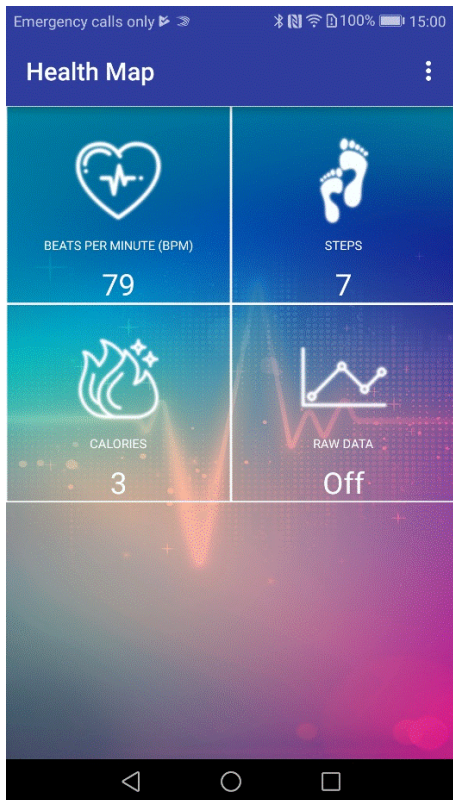 Emergency calls only 100% 15:00
Health Map
BEATS PER MINUTE (BPM) STEPS
79 7
CALORIES RAW DATA
3 Off